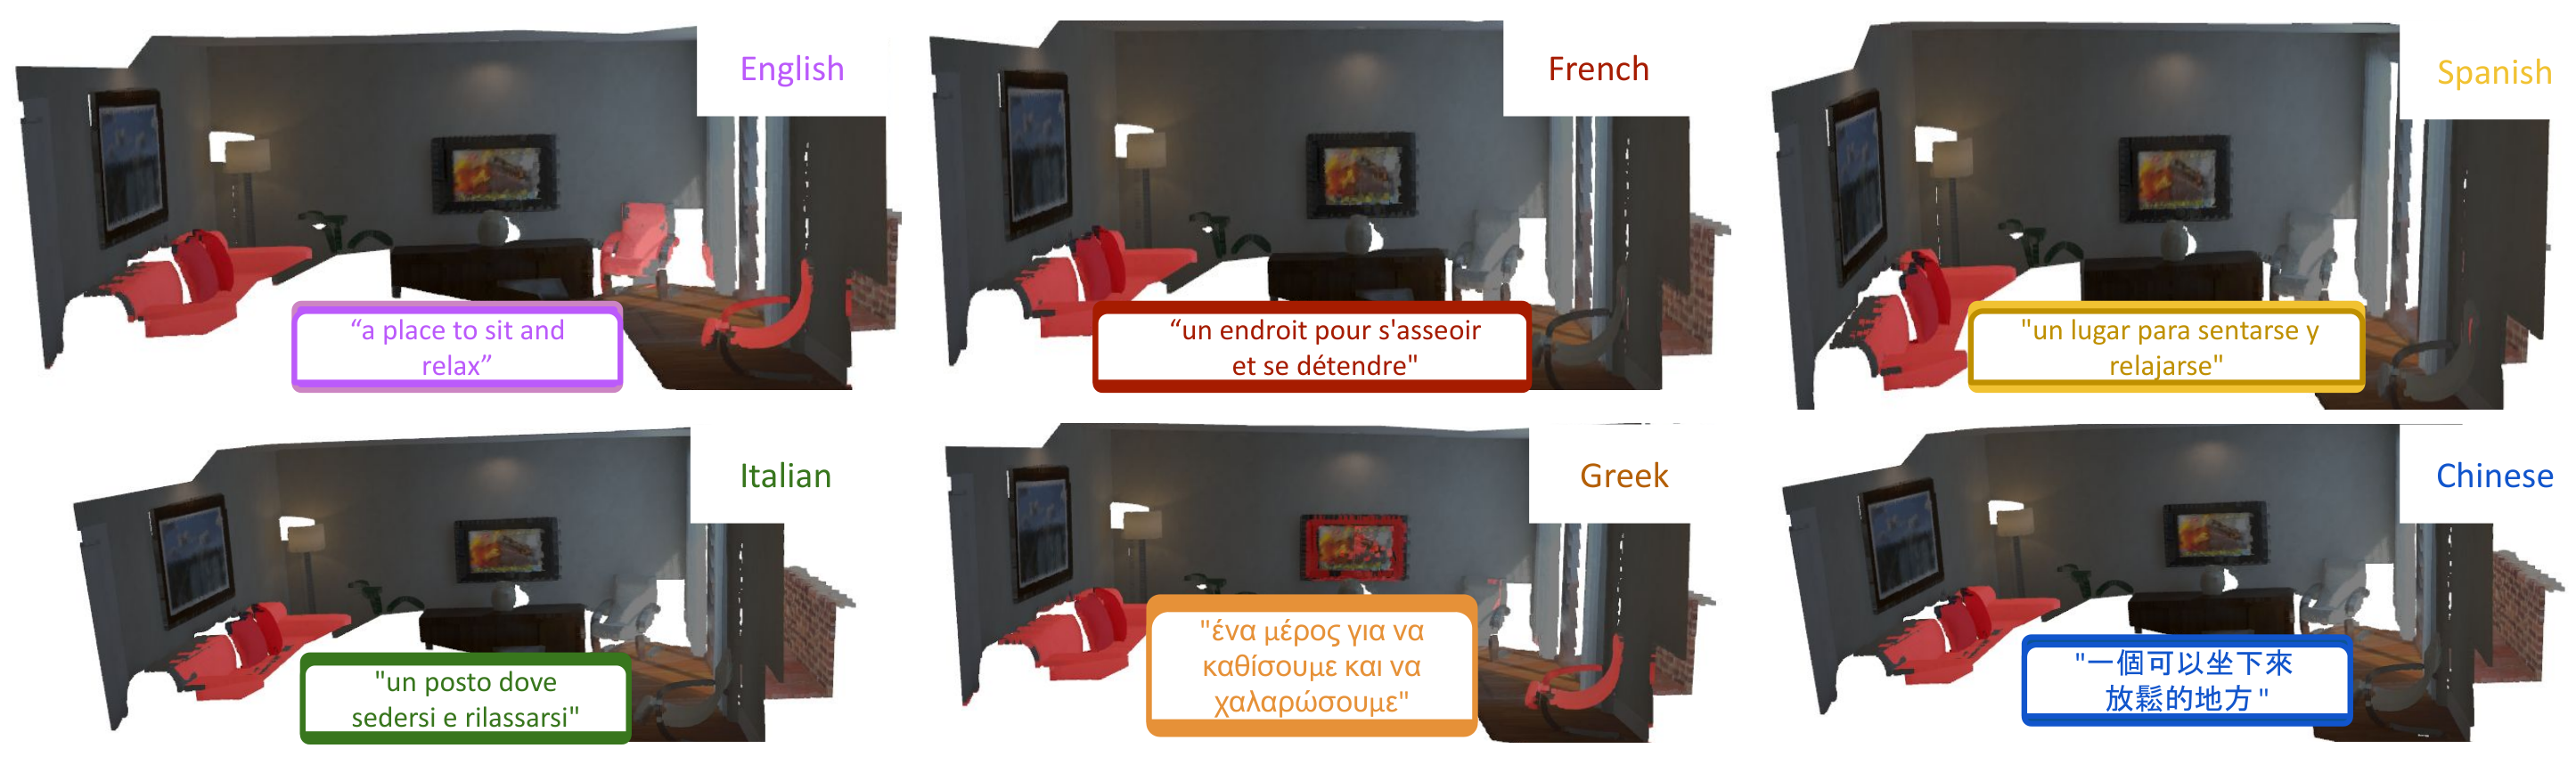 English
“a place to sit and
relax”
French
“un endroit pour s'asseoir
et se détendre"
Spanish
"un lugar para sentarse y
relajarse"
Italian
"un posto dove
sedersi e rilassarsi"
Greek
"ένα μέρος για να
καθίσουμε και να
χαλαρώσουμε"
Chinese
"一個可以坐下來
放鬆的地方 "